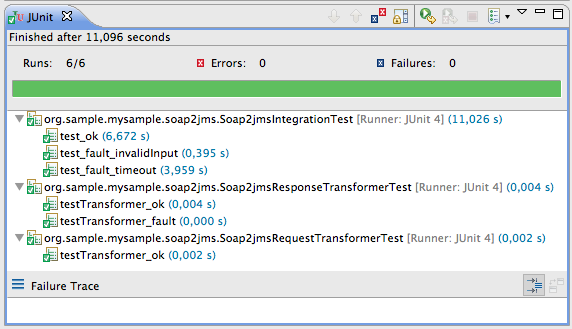 JUnit
Finished after 11,096 seconds
Runs: 6/6 Errors: 0 Failures: 0
org.sample.mysample.soap2jms.Soap2jmsIntegrationTest [Runner: JUnit 4] (11,026 s)
test_ok (6,672 s)
test_fault_invalidInput (0,395 s)
test_fault_timeout (3,959 s)
org.sample.mysample.soap2jms.Soap2jmsResponseTransformerTest [Runner: JUnit 4] (0,004 s)
testTransformer_ok (0,004 s)
testTransformer_fault (0,000 s)
org.sample.mysample.soap2jms.Soap2jmsRequestTransformerTest [Runner: JUnit 4] (0,002 s)
testTransformer_ok (0,002 s)
Failure Trace